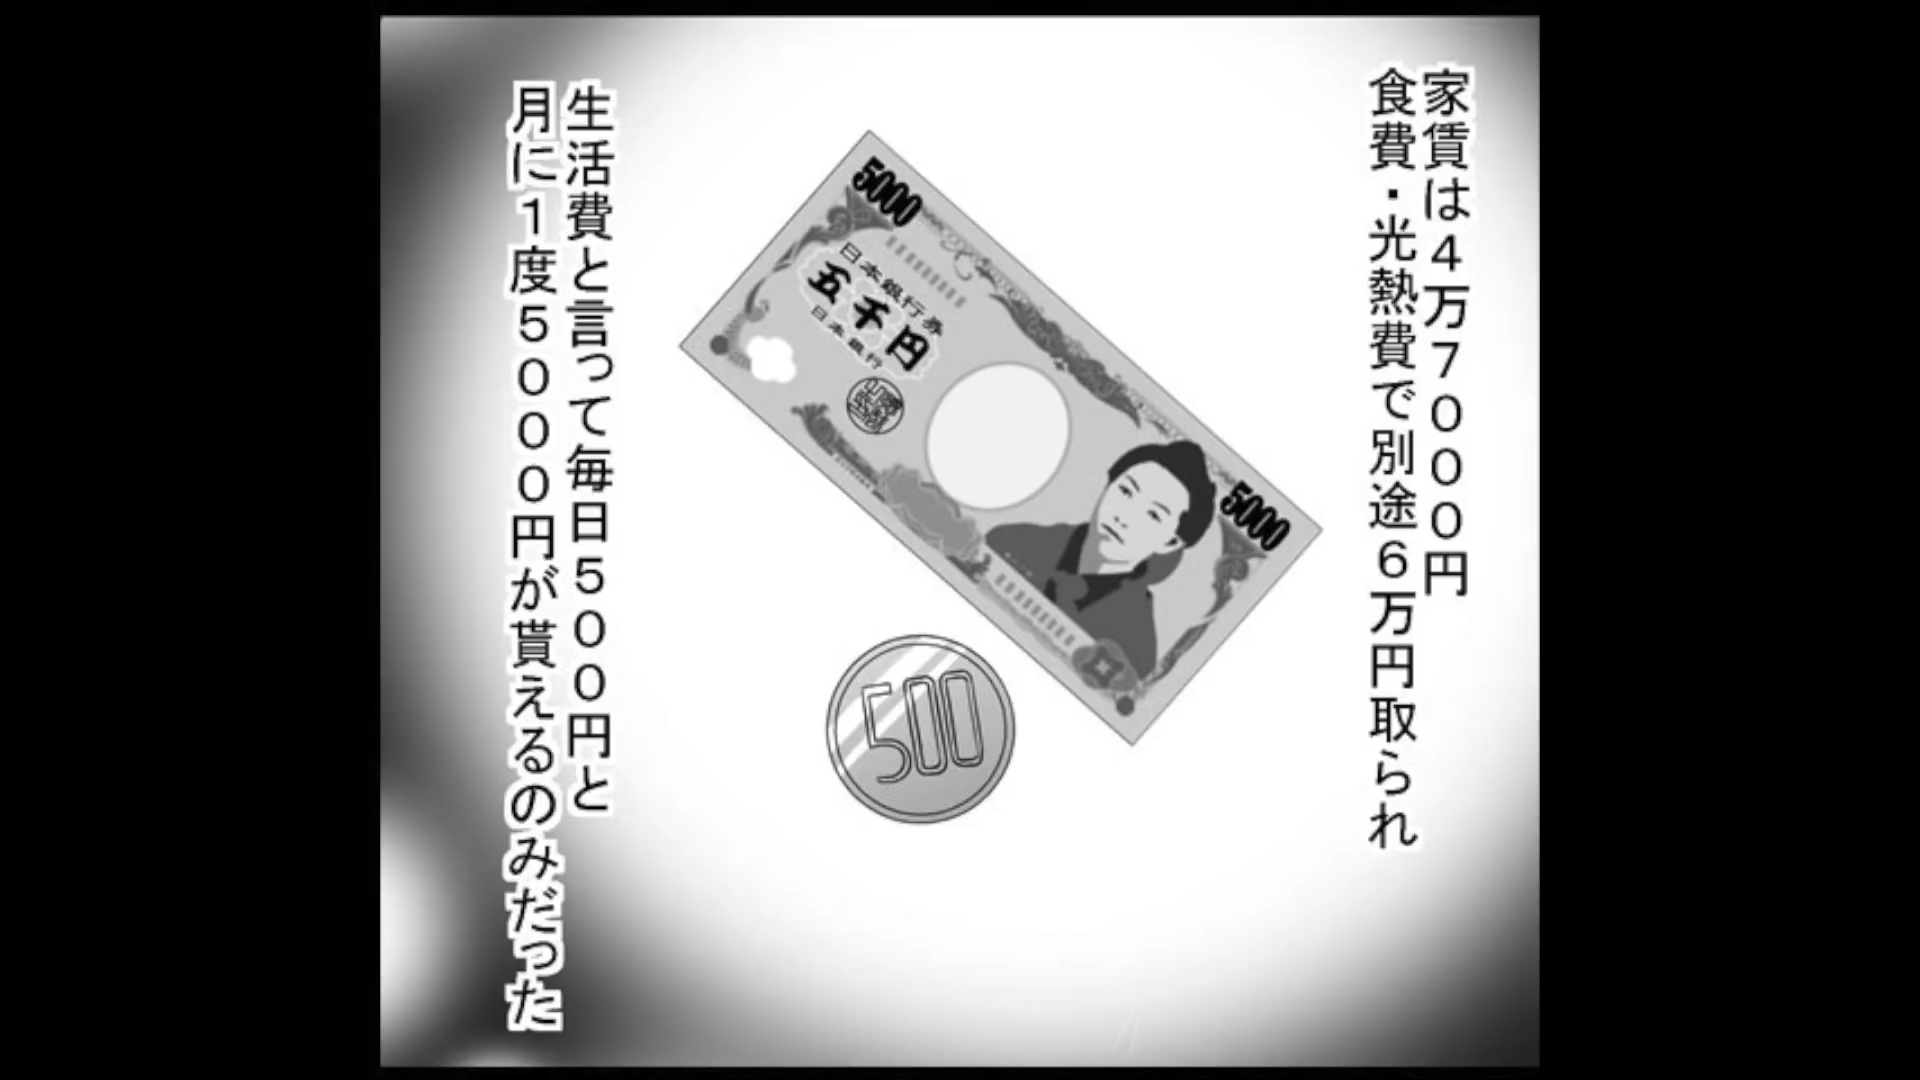 家賃は４万７０００円
食費・光熱費で別途６万円取られ
生活費と言って毎日５００円と
月に１度５０００円が貰えるのみだった
5000
日本銀行券
五千円
日本銀行
5000
500